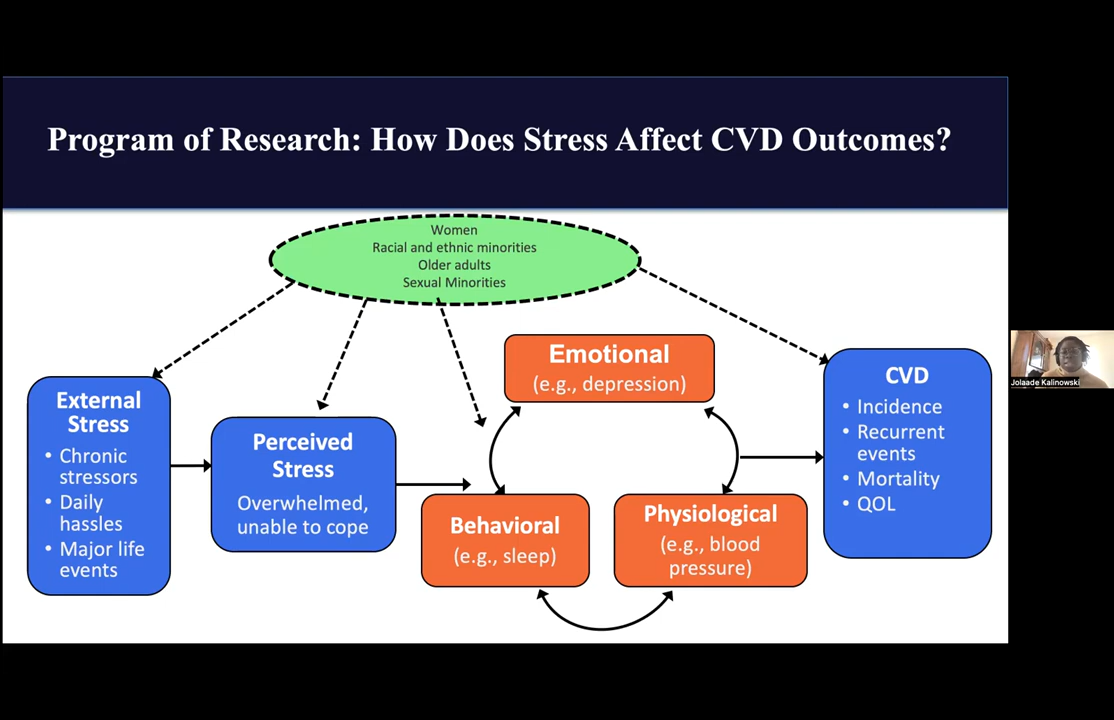 Program of Research: How Does Stress Affect CVD Outcomes?
Women
Racial and ethnic minorities
Older adults
Sexual Minorities
External
Stress
• Chronic
stressors
• Daily
hassles
• Major life
events
Perceived
Stress
Overwhelmed,
unable to cope
Emotional
(e.g., depression)
Behavioral
(e.g., sleep)
Physiological
(e.g., blood
pressure)
CVD
• Incidence
• Recurrent
events
• Mortality
• QOL
Jolaade Kalinowski